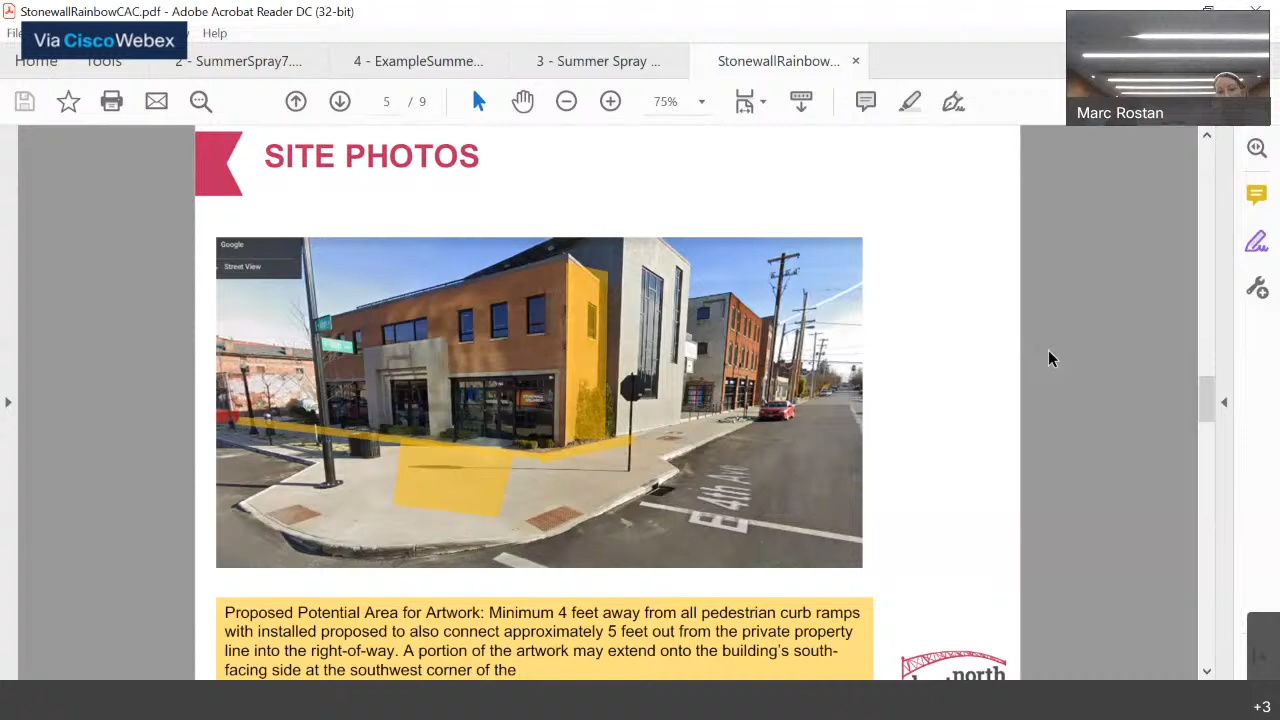 StonewallRainbowCAC.pdf - Adobe Acrobat Reader DC (32-bit)
Via CiscoWebex
Help
Home
Tools
2 - SummerSpray7....
4 - ExampleSumme...
3 - Summer Spray ...
StonewallRainbow... ×
5 / 9
75%
Marc Rostan
SITE PHOTOS
Google
Street View
E 4th Ave
Proposed Potential Area for Artwork: Minimum 4 feet away from all pedestrian curb ramps
with installed proposed to also connect approximately 5 feet out from the private property
line into the right-of-way. A portion of the artwork may extend onto the building's south-
facing side at the southwest corner of the
north
+3